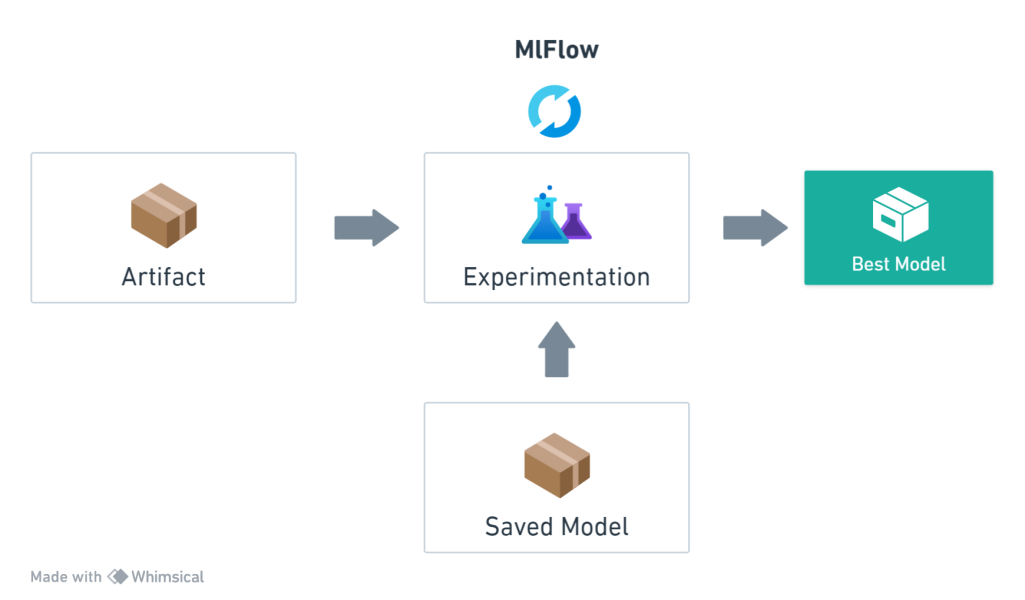 MlFlow
Artifact
Experimentation
Best Model
Saved Model
Made with Whimsical